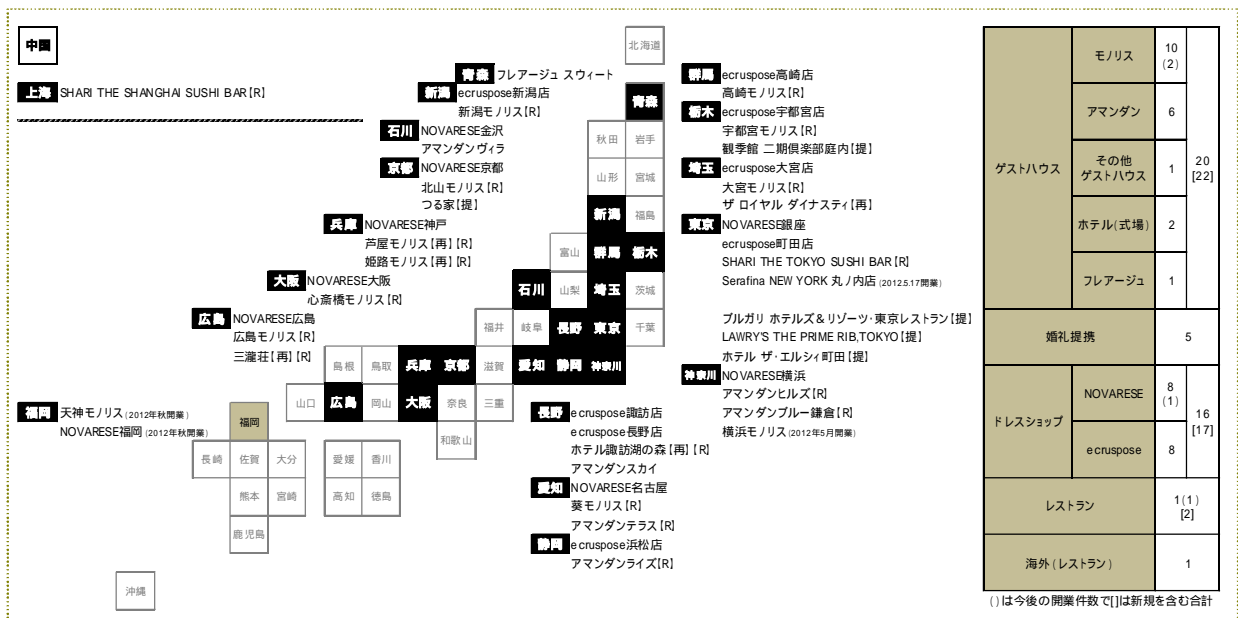 中国
上海 SHARI THE SHANGHAI SUSHI BAR【R】
青森 フレアージュ スウィート
新潟 ecruspose新潟店
新潟モノリス【R】
石川 NOVARESE金沢
アマンダンヴィラ
京都 NOVARESE京都
北山モノリス【R】
つる家【提】
兵庫 NOVARESE神戸
芦屋モノリス【再】【R】
姫路モノリス【再】【R】
大阪 NOVARESE大阪
心斎橋モノリス【R】
広島 NOVARESE広島
広島モノリス【R】
三瀧荘【再】【R】
福岡 天神モノリス(2012年秋開業)
NOVARESE福岡(2012年秋開業)
北海道
青森
秋田 岩手
山形 宮城
新潟 福島
富山 群馬 栃木
石川 山梨 埼玉 茨城
福井 岐阜 長野 東京 千葉
島根 鳥取 兵庫 京都 滋賀 愛知 静岡 神奈川
山口 広島 岡山 大阪 奈良 三重
福岡
和歌山
長崎 佐賀 大分 愛媛 香川
熊本 宮崎 高知 徳島
鹿児島
沖縄
群馬 ecruspose高崎店
高崎モノリス【R】
栃木 ecruspose宇都宮店
宇都宮モノリス【R】
観季館 二期倶楽部庭内【提】
埼玉 ecruspose大宮店
大宮モノリス【R】
ザ ロイヤル ダイナスティ【再】
東京 NOVARESE銀座
ecruspose町田店
SHARI THE TOKYO SUSHI BAR【R】
Serafina NEW YORK 丸ノ内店(2012.5.17開業)
ブルガリ ホテルズ&リゾーツ・東京レストラン【提】
LAWRY'S THE PRIME RIB,TOKYO【提】
ホテル ザ・エルシィ町田【提】
神奈川 NOVARESE横浜
アマンダンヒルズ【R】
アマンダンブルー鎌倉【R】
横浜モノリス(2012年5月開業)
長野 ecruspose諏訪店
ecruspose長野店
ホテル諏訪湖の森【再】【R】
アマンダンスカイ
愛知 NOVARESE名古屋
葵モノリス【R】
アマンダンテラス【R】
静岡 ecruspose浜松店
アマンダンライズ【R】
ゲストハウス
モノリス 10
(2)
アマンダン 6
その他
ゲストハウス 1
ホテル(式場) 2
フレアージュ 1
20
[22]
婚礼提携 5
ドレスショップ
NOVARESE 8
(1)
ecruspose 8
16
[17]
レストラン 1(1)
[2]
海外(レストラン) 1
()は今後の開業件数で[]は新規を含む合計